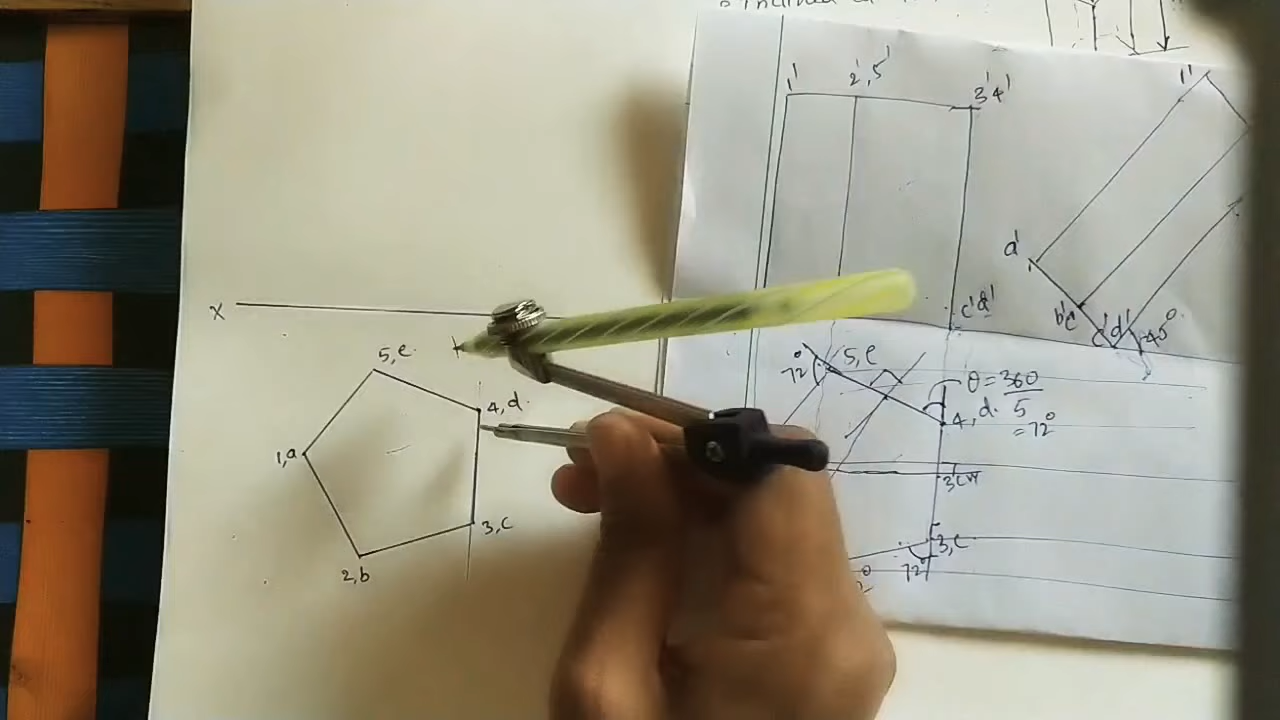 1'
2',5'
3'4'
1'
a'
b'c'
c'd'
45°
c'd'
X
5,e
4,d
1,a
3,c
2,b
72°
5,e
θ = 360
5
= 72°
4,d
3,c
72°